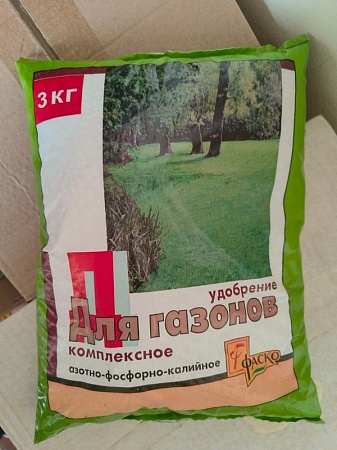 3 КГ
удобрение
Для газонов
комплексное
азотно-фосфорно-калийное
ФАСКО